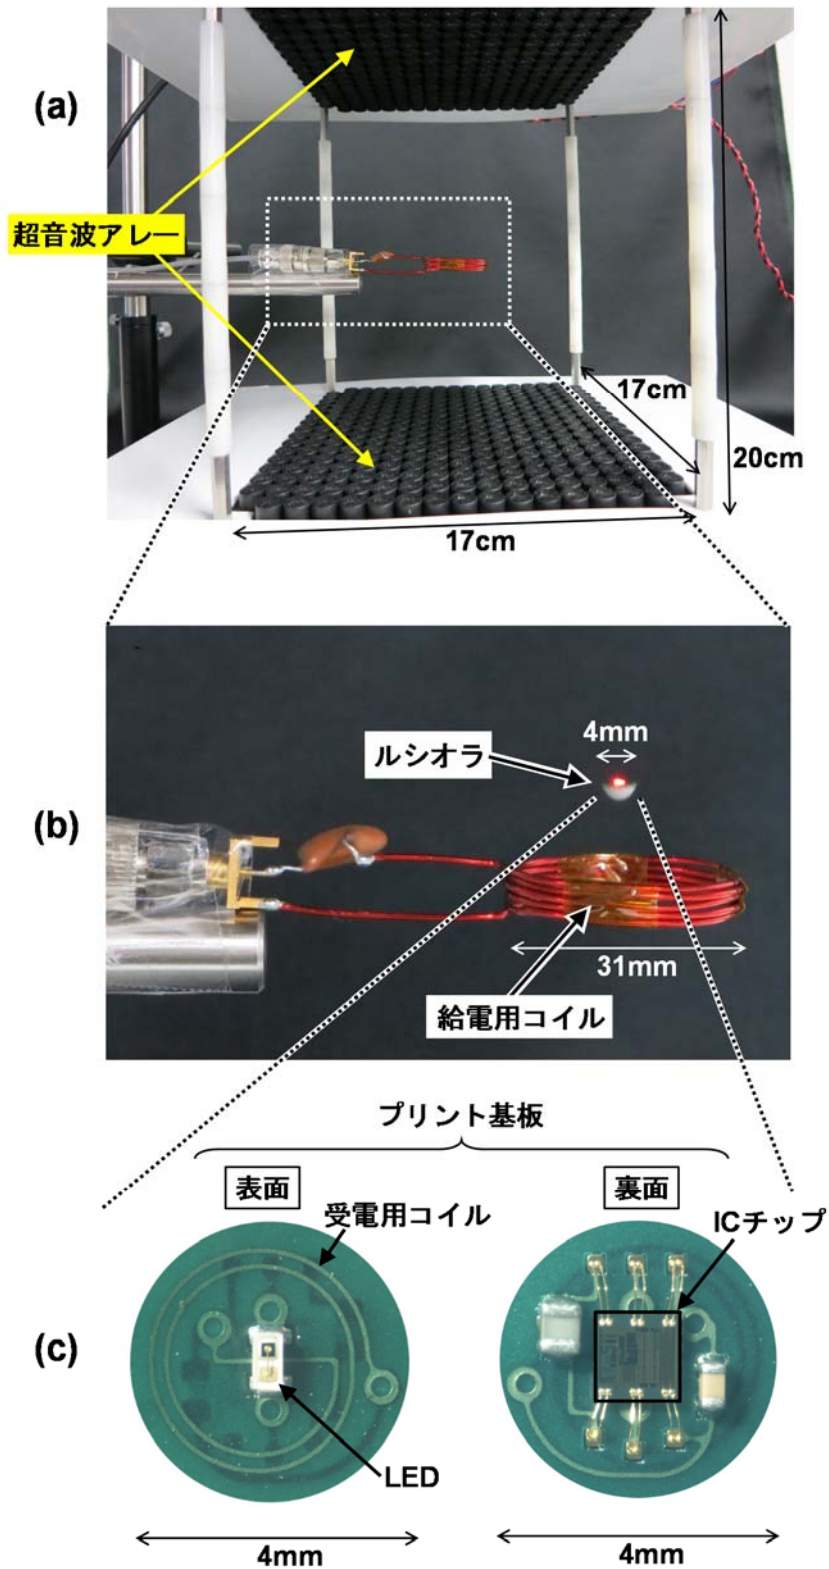 (a)
超音波アレー
17cm
20cm
17cm
(b)
4mm
ルシオラ
31mm
給電用コイル
プリント基板
表面
裏面
受電用コイル
ICチップ
(c)
LED
4mm
4mm